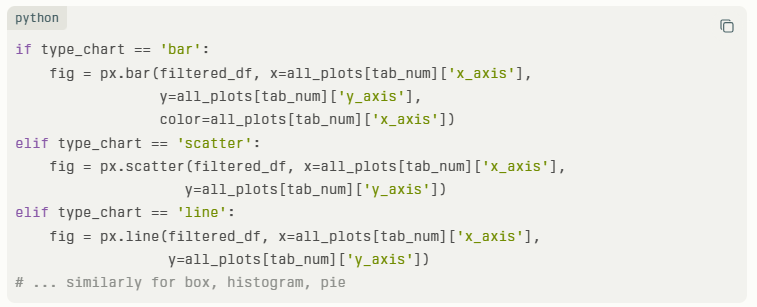 python
if type_chart == 'bar':
    fig = px.bar(filtered_df, x=all_plots[tab_num]['x_axis'],
                 y=all_plots[tab_num]['y_axis'],
                 color=all_plots[tab_num]['x_axis'])
elif type_chart == 'scatter':
    fig = px.scatter(filtered_df, x=all_plots[tab_num]['x_axis'],
                    y=all_plots[tab_num]['y_axis'])
elif type_chart == 'line':
    fig = px.line(filtered_df, x=all_plots[tab_num]['x_axis'],
                  y=all_plots[tab_num]['y_axis'])
# ... similarly for box, histogram, pie